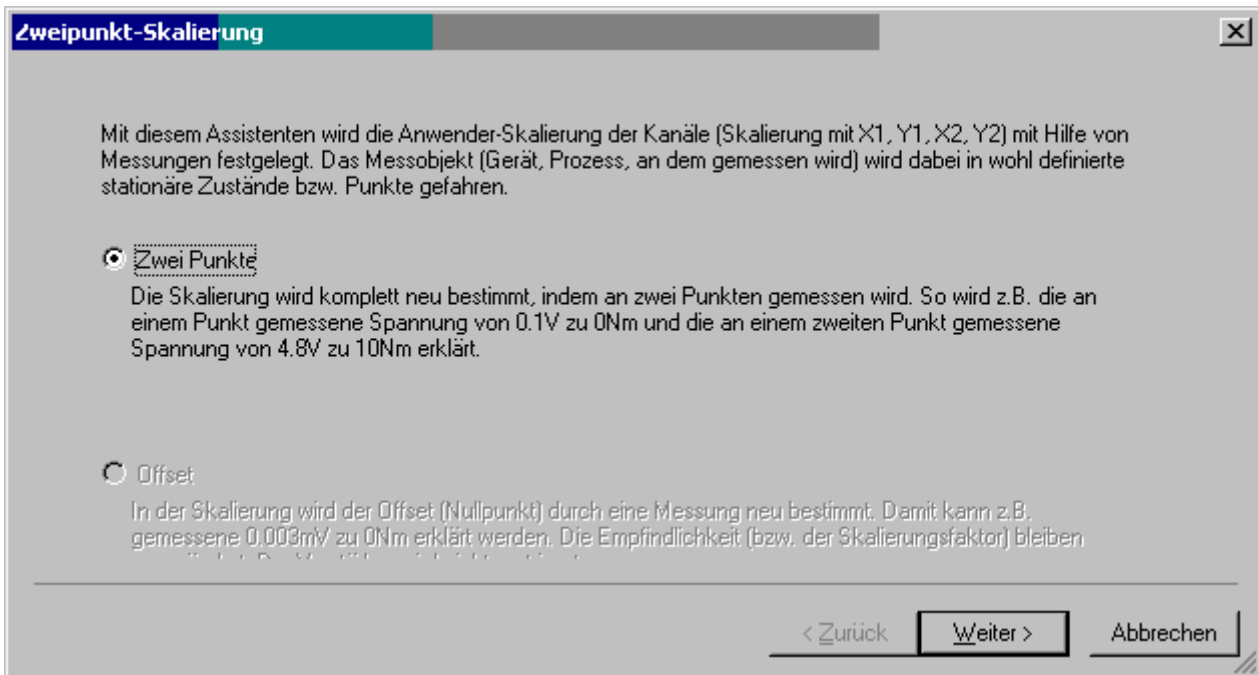 Zweipunkt-Skalierung
Mit diesem Assistenten wird die Anwender-Skalierung der Kanäle (Skalierung mit X1, Y1, X2, Y2) mit Hilfe von
Messungen festgelegt. Das Messobjekt (Gerät, Prozess, an dem gemessen wird) wird dabei in wohl definierte
stationäre Zustände bzw. Punkte gefahren.
Zwei Punkte
Die Skalierung wird komplett neu bestimmt, indem an zwei Punkten gemessen wird. So wird z.B. die an
einem Punkt gemessene Spannung von 0.1V zu 0Nm und die an einem zweiten Punkt gemessene
Spannung von 4.8V zu 10Nm erklärt.
Offset
In der Skalierung wird der Offset (Nullpunkt) durch eine Messung neu bestimmt. Damit kann z.B.
gemessene 0.003mV zu 0Nm erklärt werden. Die Empfindlichkeit (bzw. der Skalierungsfaktor) bleiben
< Zurück
Weiter >
Abbrechen